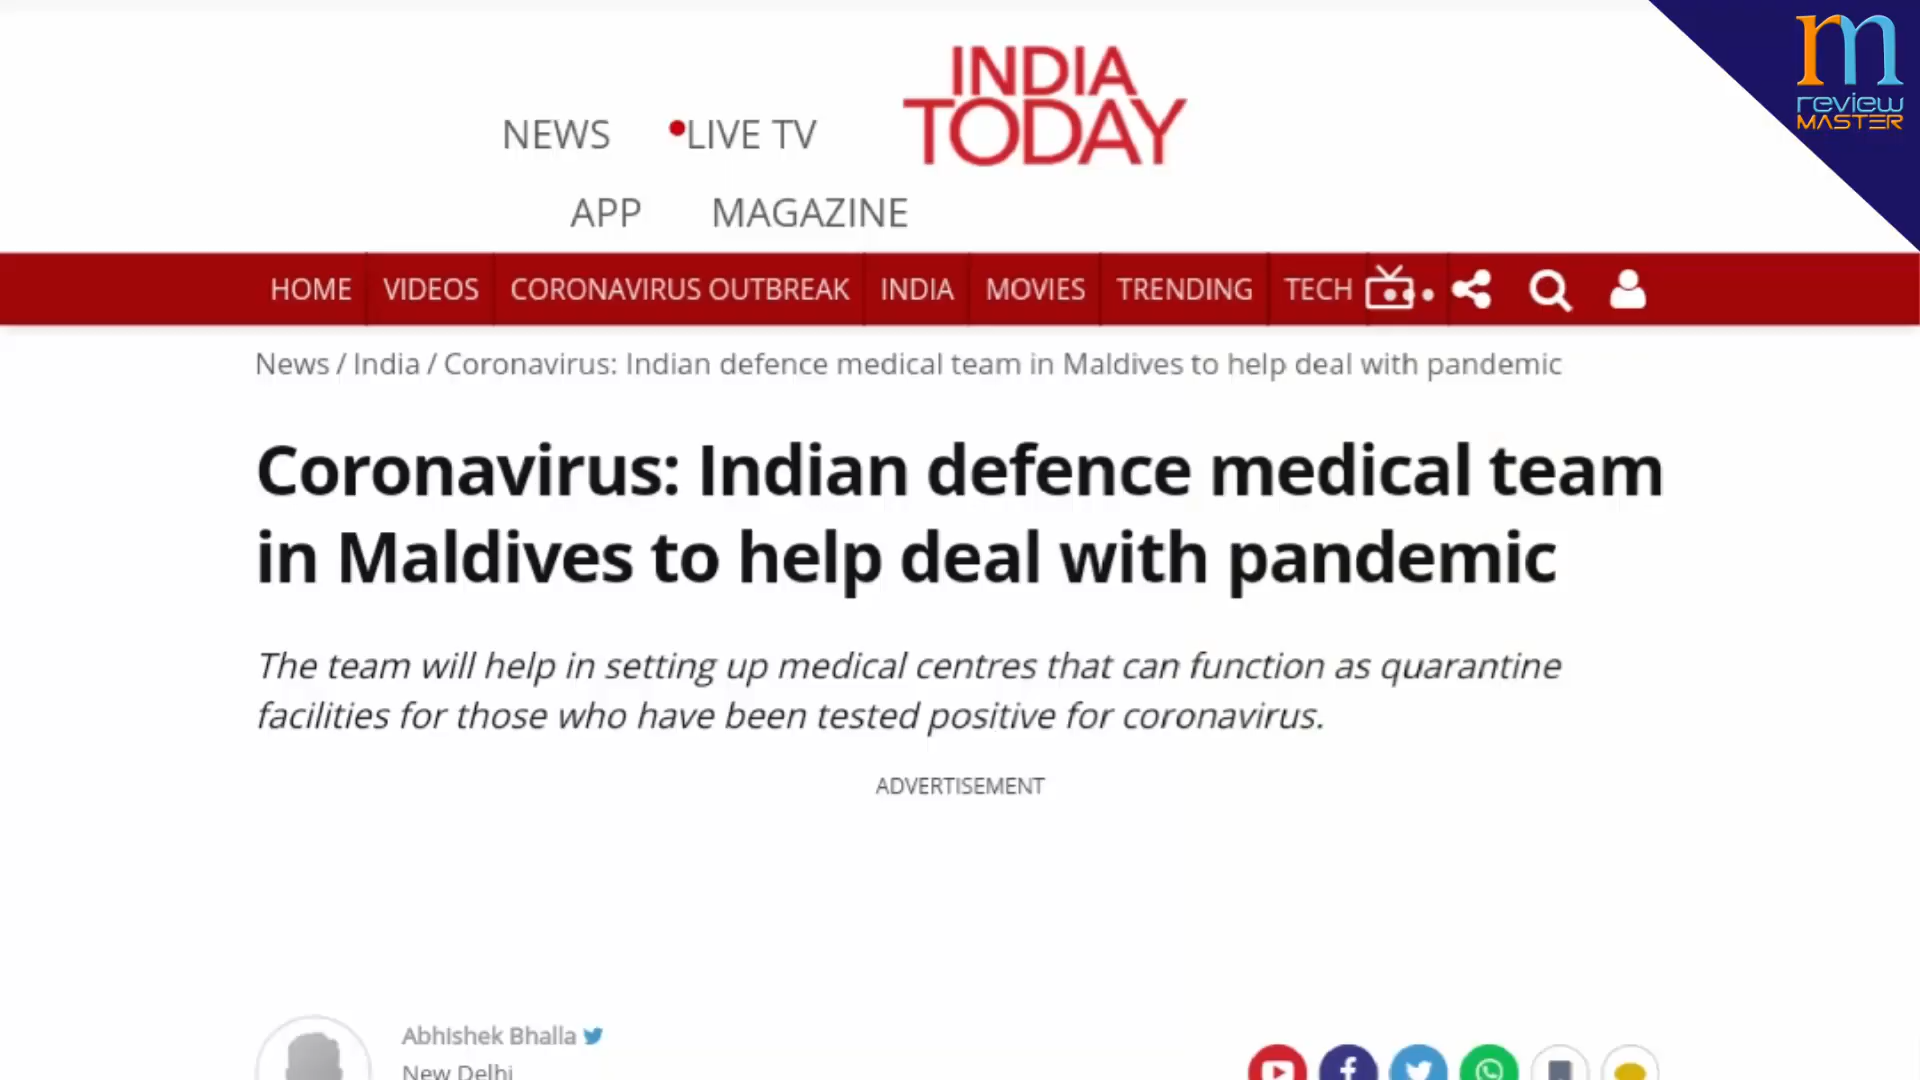 INDIA
TODAY
NEWS LIVE TV
APP MAGAZINE
m
review
MASTER
HOME VIDEOS CORONAVIRUS OUTBREAK INDIA MOVIES TRENDING TECH
News / India / Coronavirus: Indian defence medical team in Maldives to help deal with pandemic
Coronavirus: Indian defence medical team
in Maldives to help deal with pandemic
The team will help in setting up medical centres that can function as quarantine
facilities for those who have been tested positive for coronavirus.
ADVERTISEMENT
Abhishek Bhalla
New Delhi